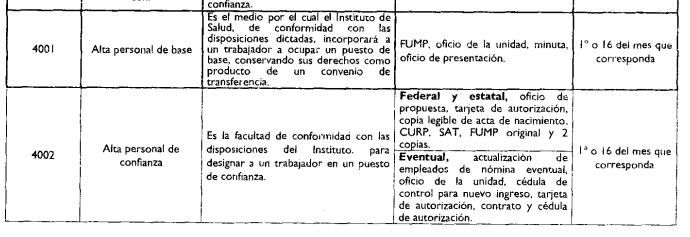 confianza.
4001
Alta personal de base
Es el medio por el cual el Instituto de
Salud, de conformidad con las
disposiciones dictadas, incorporará a
un trabajador a ocupar un puesto de
base, conservando sus derechos como
producto de un convenio de
transferencia.
FUMP, oficio de la unidad, minuta,
oficio de presentación.
1° o 16 del mes que
corresponda
4002
Alta personal de
confianza
Es la facultad de conformidad con las
disposiciones del Instituto, para
designar a un trabajador en un puesto
de confianza.
Federal y estatal, oficio de
propuesta, tarjeta de autorización,
copia legible de acta de nacimiento.
CURP, SAT, FUMP original y 2
copias.
Eventual, actualización de
empleados de nómina eventual,
oficio de la unidad, cédula de
control para nuevo ingreso, tarjeta
de autorización, contrato y cédula
de autorización.
1° o 16 del mes que
corresponda